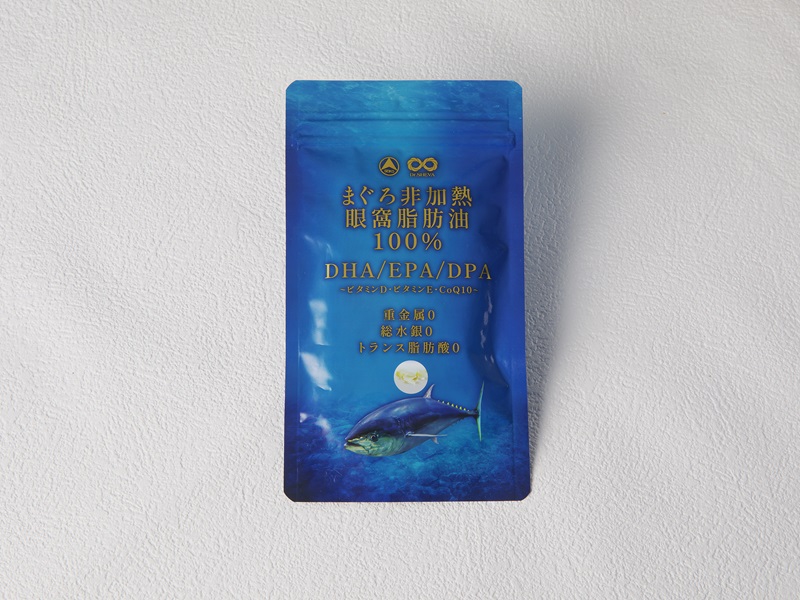 まぐろ非加熱
眼窩脂肪油
100%
DHA/EPA/DPA
~ビタミンD・ビタミンE・CoQ10~
重金属0
総水銀0
トランス脂肪酸0